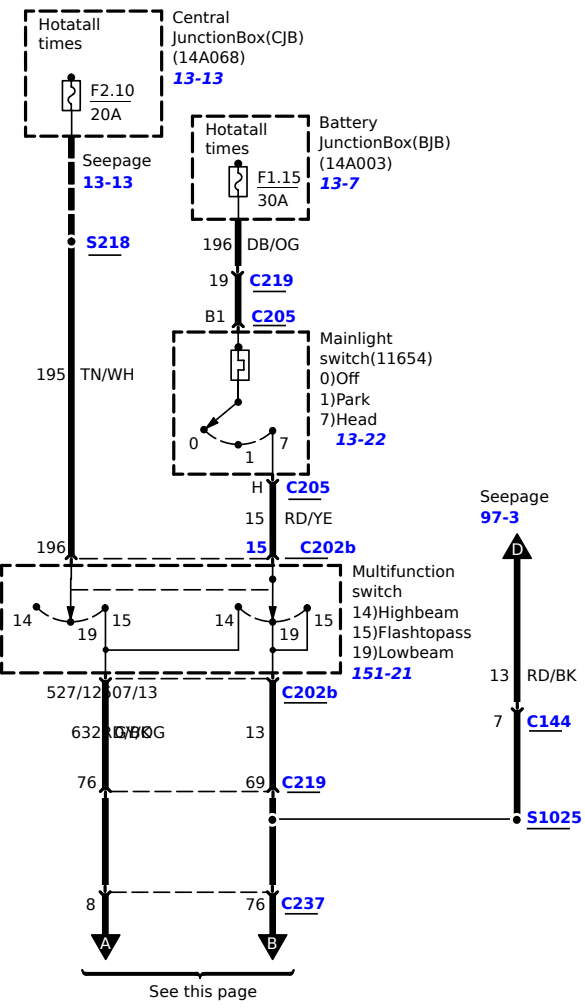 Hotatall
times
F2.10
20A
Central
JunctionBox(CJB)
(14A068)
13-13
Seepage
13-13
S218
Hotatall
times
F1.15
30A
Battery
JunctionBox(BJB)
(14A003)
13-7
196 DB/OG
19 C219
B1 C205
Mainlight
switch(11654)
0)Off
1)Park
7)Head
13-22
0
1
7
195 TN/WH
H C205
15 RD/YE
196
15 C202b
Seepage
97-3
D
Multifunction
switch
14)Highbeam
15)Flashtopass
19)Lowbeam
151-21
14
19
15
14
19
15
C202b
13
13 RD/BK
7 C144
76
69 C219
S1025
8
76 C237
A
B
See this page